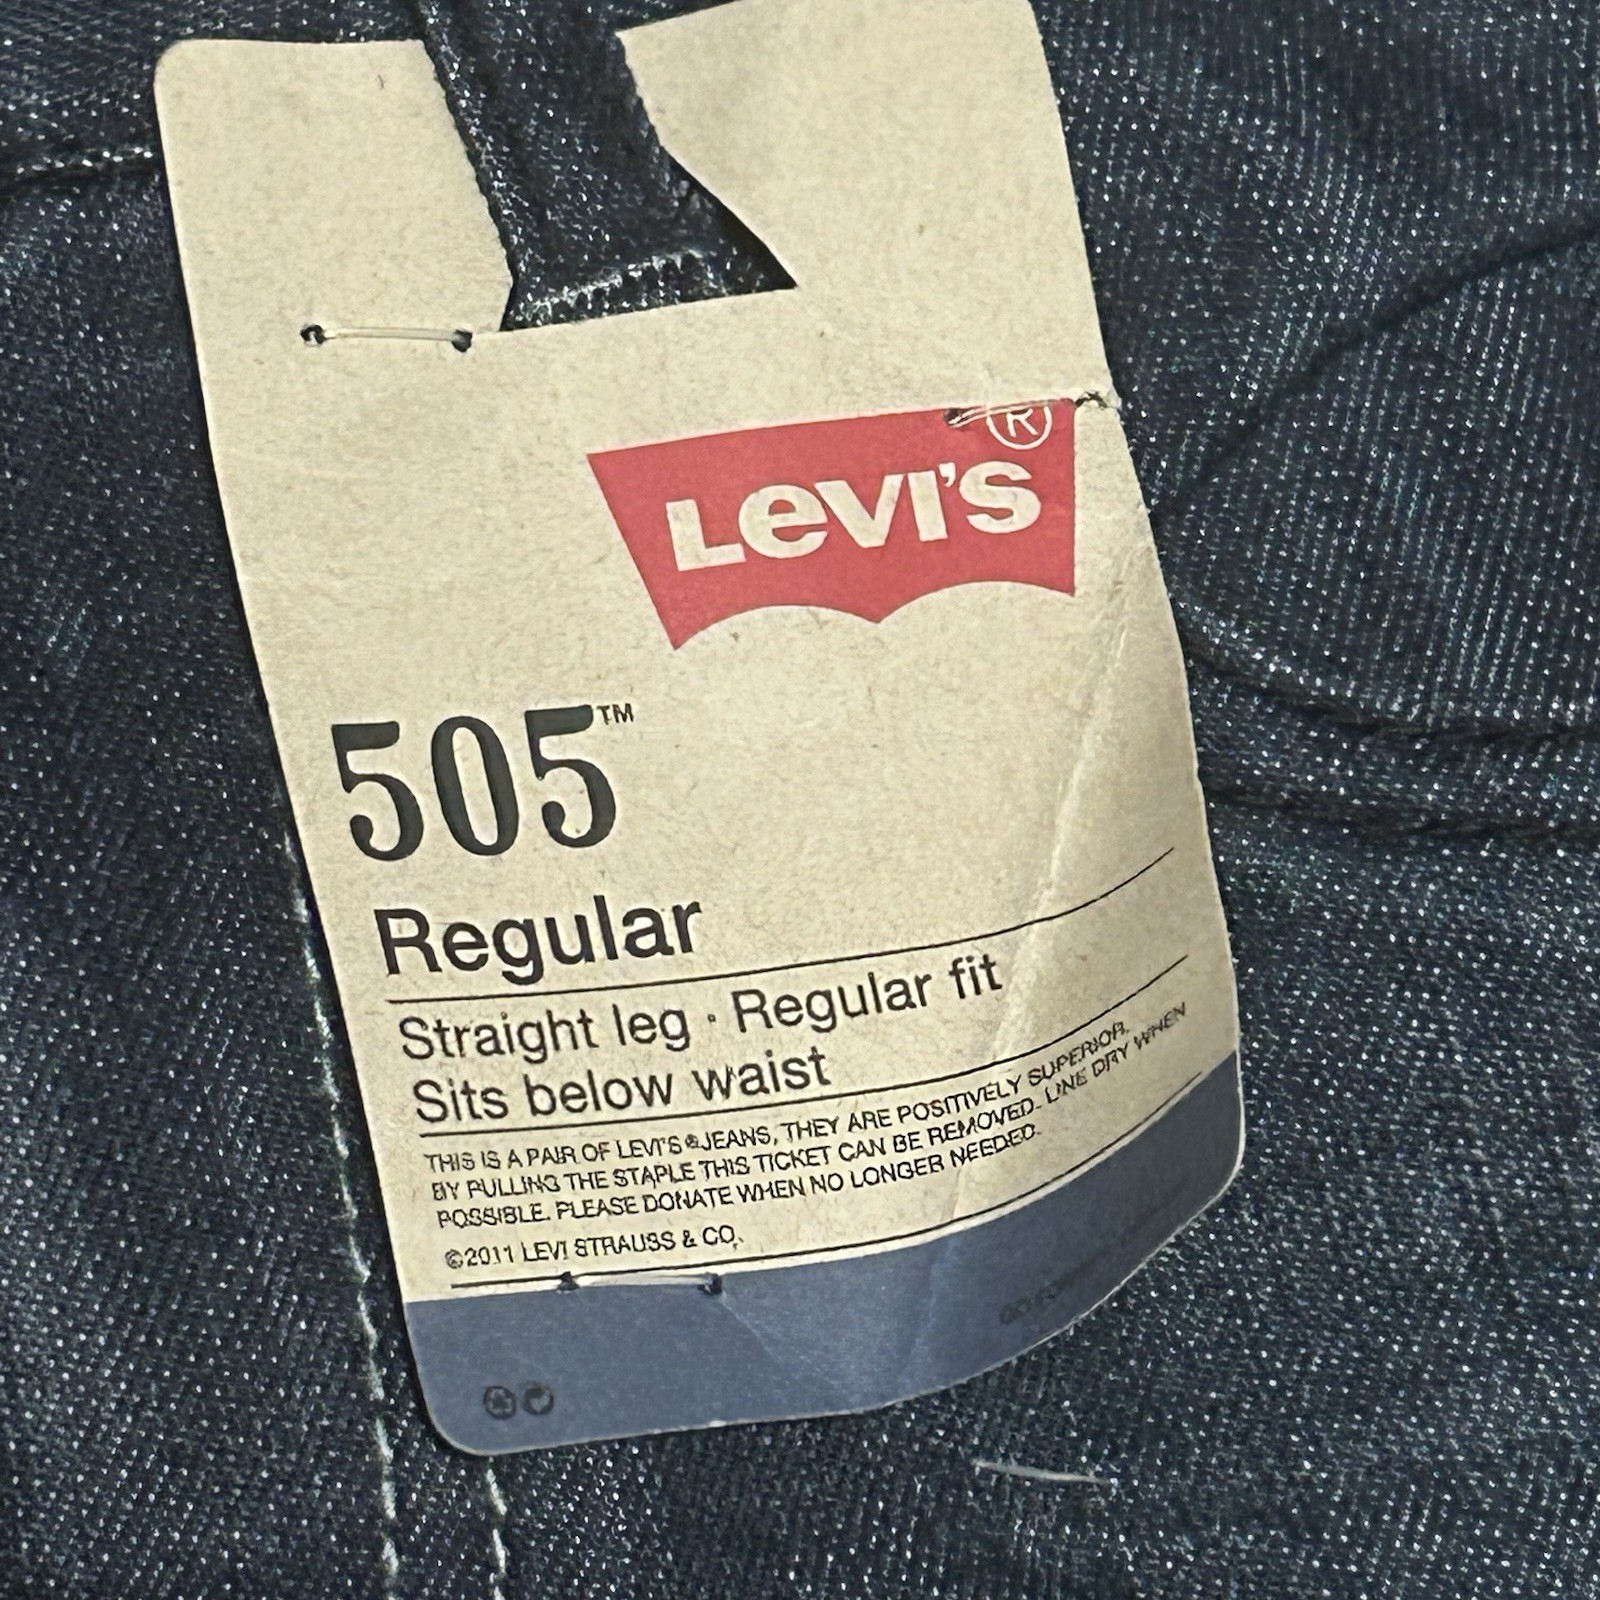 LEVI'S®
505™
Regular
Straight leg · Regular fit
Sits below waist
THIS IS A PAIR OF LEVI'S® JEANS, THEY ARE POSITIVELY SUPERIOR.
BY PULLING THE STAPLE THIS TICKET CAN BE REMOVED. LINE DRY WHEN
POSSIBLE. PLEASE DONATE WHEN NO LONGER NEEDED.
©2011 LEVI STRAUSS & CO.